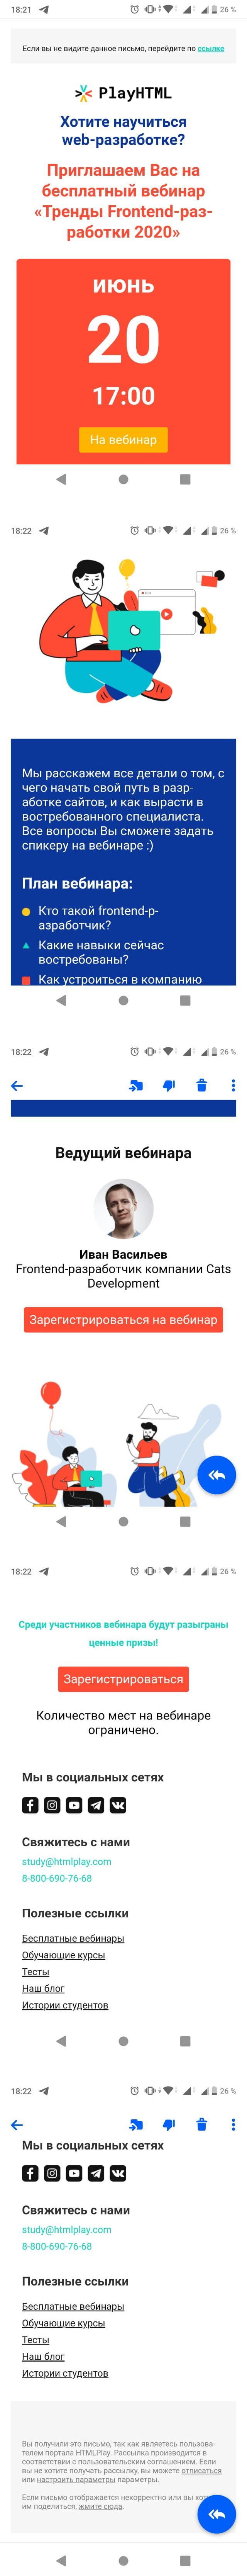 18:21
26 %
Если вы не видите данное письмо, перейдите по ссылке
PlayHTML
Хотите научиться
web-разработке?
Приглашаем Вас на
бесплатный вебинар
«Тренды Frontend-раз-
работки 2020»
июнь
20
17:00
На вебинар
18:22
26 %
Мы расскажем все детали о том, с
чего начать свой путь в разр-
аботке сайтов, и как вырасти в
востребованного специалиста.
Все вопросы Вы сможете задать
спикеру на вебинаре :)
План вебинара:
Кто такой frontend-р-
азработчик?
Какие навыки сейчас
востребованы?
Как устроиться в компанию
18:22
26 %
Ведущий вебинара
Иван Васильев
Frontend-разработчик компании Cats
Development
Зарегистрироваться на вебинар
18:22
26 %
Среди участников вебинара будут разыграны
ценные призы!
Зарегистрироваться
Количество мест на вебинаре
ограничено.
Мы в социальных сетях
Свяжитесь с нами
study@htmlplay.com
8-800-690-76-68
Полезные ссылки
Бесплатные вебинары
Обучающие курсы
Тесты
Наш блог
Истории студентов
18:22
26 %
Мы в социальных сетях
Свяжитесь с нами
study@htmlplay.com
8-800-690-76-68
Полезные ссылки
Бесплатные вебинары
Обучающие курсы
Тесты
Наш блог
Истории студентов
Вы получили это письмо, так как являетесь пользова-
телем портала HTMLPlay. Рассылка производится в
соответствии с пользовательским соглашением. Если
вы не хотите получать рассылку, вы можете отписаться
или настроить параметры параметры.
Если письмо отображается некорректно или вы хот
им поделиться, жмите сюда.